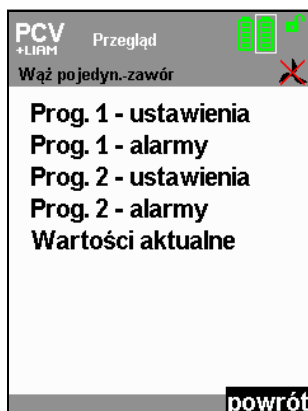 PCV Przegląd
+LIAM
Wąż pojedyn.-zawór
Prog. 1 - ustawienia
Prog. 1 - alarmy
Prog. 2 - ustawienia
Prog. 2 - alarmy
Wartości aktualne
powrót